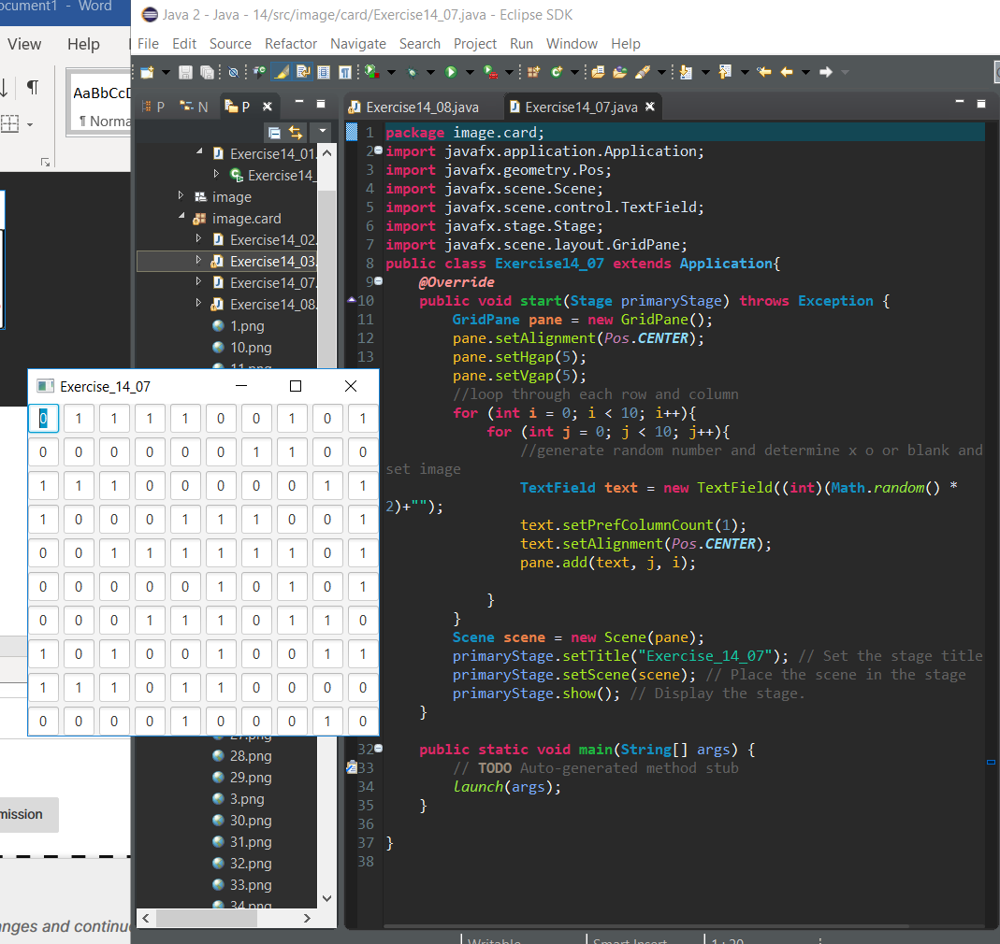 ocument1 - Word
View Help
AaBbCcD
¶ Norma
mission
anges and continu
Java 2 - Java - 14/src/image/card/Exercise14_07.java - Eclipse SDK
File Edit Source Refactor Navigate Search Project Run Window Help
P N P
Exercise14_08.java Exercise14_07.java
Exercise14_01.
Exercise14_
image
image.card
Exercise14_02.
Exercise14_03.
Exercise14_07.
Exercise14_08.
1.png
10.png
11.png
27.png
28.png
29.png
3.png
30.png
31.png
32.png
33.png
34.png
1 package image.card;
2 import javafx.application.Application;
3 import javafx.geometry.Pos;
4 import javafx.scene.Scene;
5 import javafx.scene.control.TextField;
6 import javafx.stage.Stage;
7 import javafx.scene.layout.GridPane;
8 public class Exercise14_07 extends Application{
9 @Override
10 public void start(Stage primaryStage) throws Exception {
11 GridPane pane = new GridPane();
12 pane.setAlignment(Pos.CENTER);
13 pane.setHgap(5);
pane.setVgap(5);
//loop through each row and column
for (int i = 0; i < 10; i++){
for (int j = 0; j < 10; j++){
//generate random number and determine x o or blank and
set image
TextField text = new TextField((int)(Math.random() *
2)+"");
text.setPrefColumnCount(1);
text.setAlignment(Pos.CENTER);
pane.add(text, j, i);
}
}
Scene scene = new Scene(pane);
primaryStage.setTitle("Exercise_14_07"); // Set the stage title
primaryStage.setScene(scene); // Place the scene in the stage
primaryStage.show(); // Display the stage.
}
32 public static void main(String[] args) {
33 // TODO Auto-generated method stub
34 launch(args);
35 }
36
37 }
38
Exercise_14_07
0 1 1 1 1 0 0 1 0 1
0 0 0 0 0 0 1 1 0 0
1 1 1 0 0 0 0 0 1 1
1 0 0 0 1 1 1 0 0 1
0 0 1 1 1 1 1 1 0 1
0 0 0 0 0 1 0 1 0 1
0 0 0 1 1 1 0 1 1 0
1 0 1 0 0 1 0 0 1 1
1 1 1 0 1 1 0 0 0 0
0 0 0 0 1 0 0 0 1 0
Writable Smart Insert 1 : 20